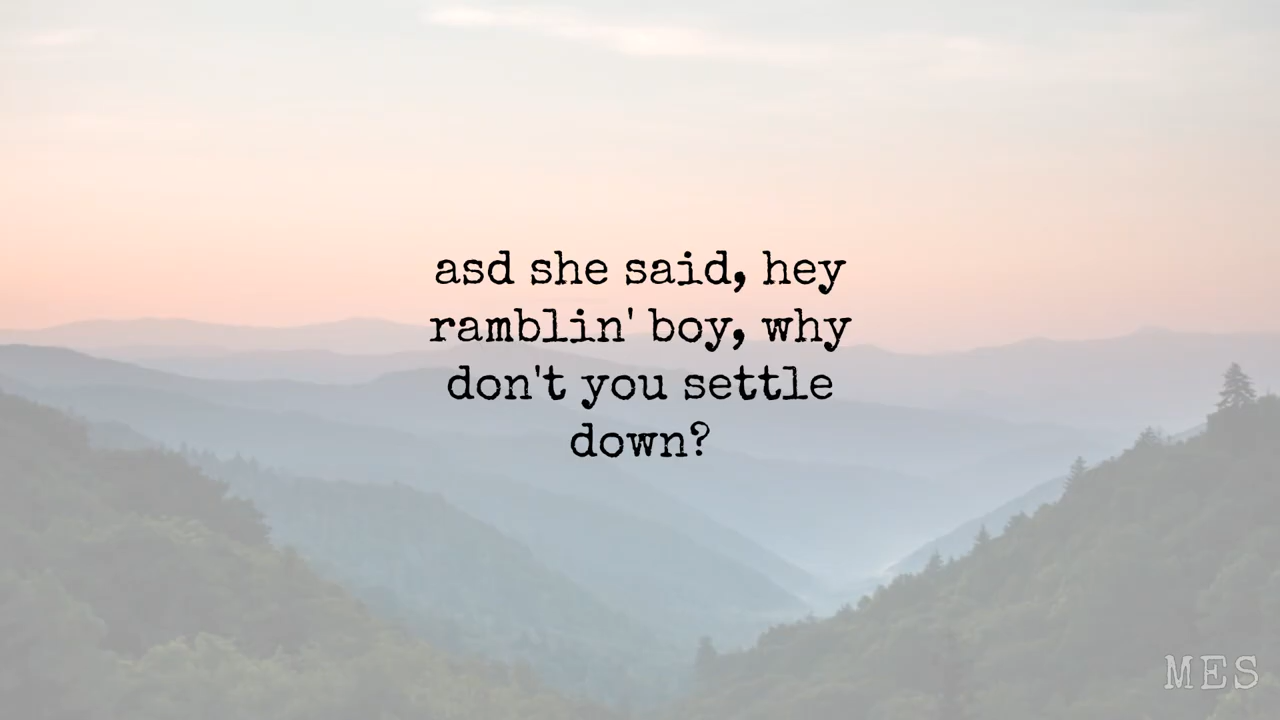 asd she said, hey
ramblin' boy, why
don't you settle
down?
MES